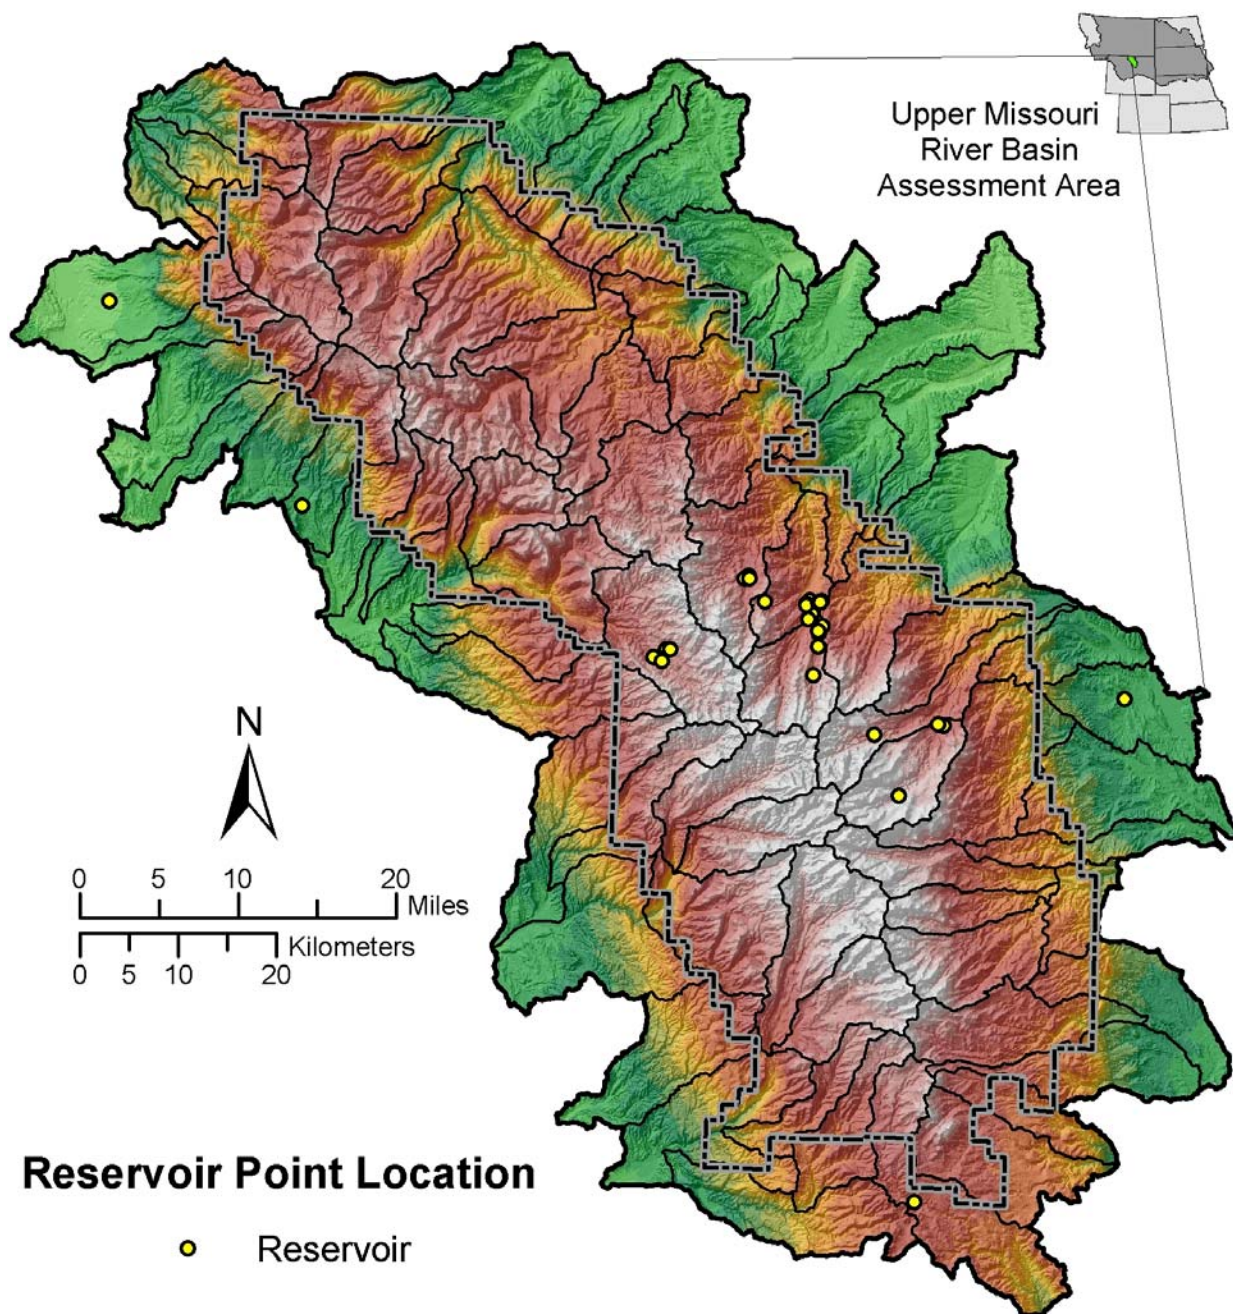 Upper Missouri
River Basin
Assessment Area
N
0 5 10 20
Miles
Kilometers
0 5 10 20
Reservoir Point Location
Reservoir